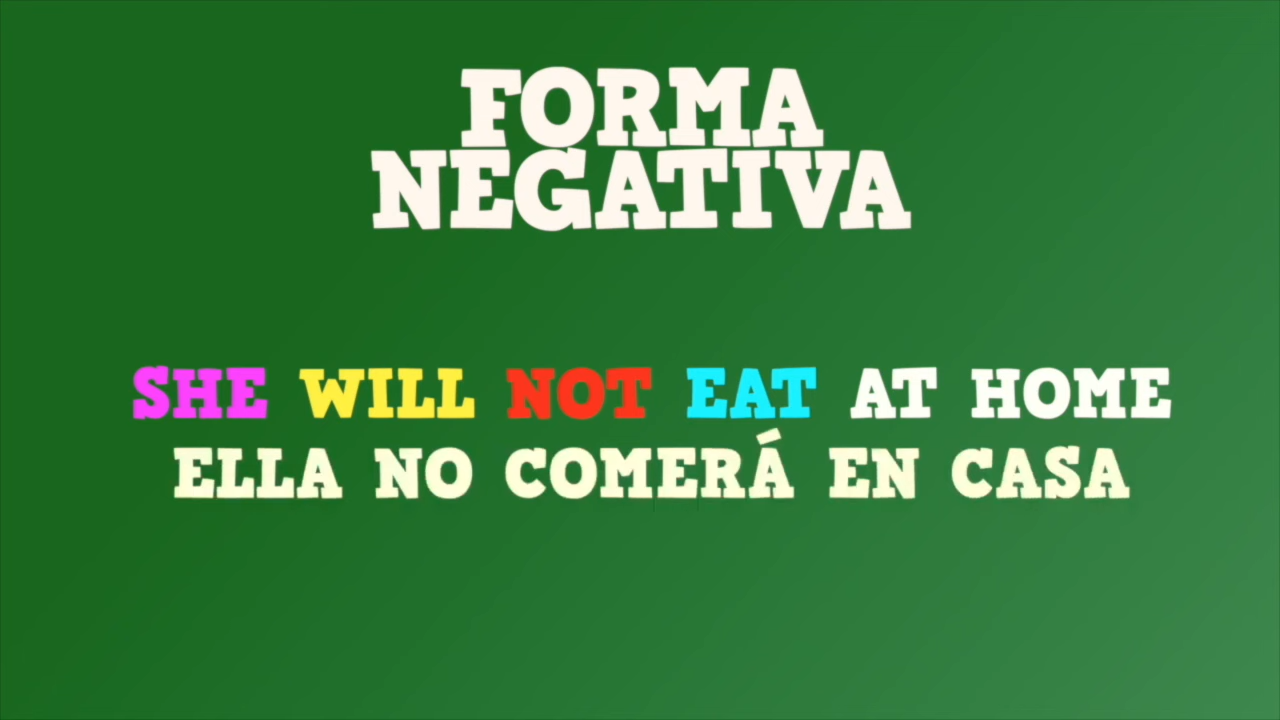 FORMA
NEGATIVA
SHE WILL NOT EAT AT HOME
ELLA NO COMERÁ EN CASA